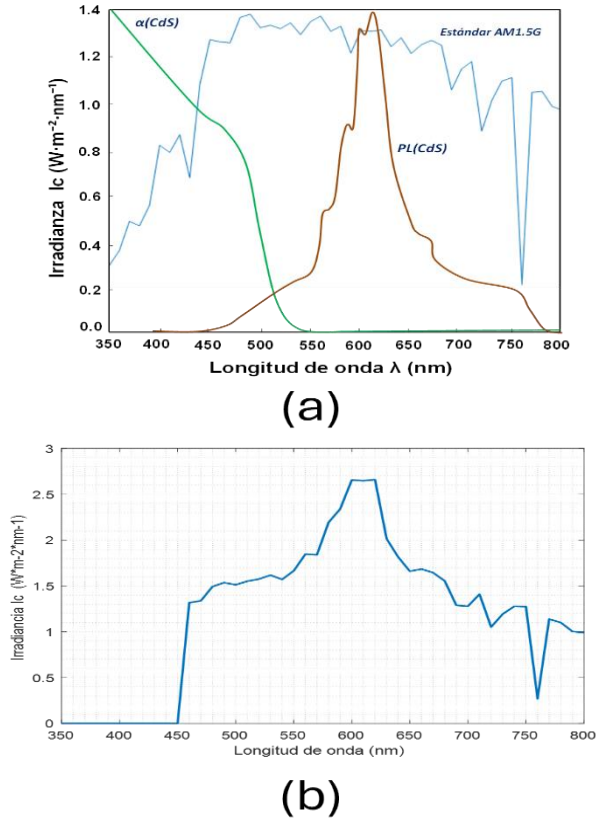 1.4
1.2
1.0
0.8
0.6
0.4
0.2
0.0
Irradianza Ic (W·m⁻²·nm⁻¹)
α(CdS)
Estándar AM1.5G
PL(CdS)
350 400 450 500 550 600 650 700 750 800
Longitud de onda λ (nm)
(a)
3
2.5
2
1.5
1
0.5
0
Irradiancia Ic (W*m-2*nm-1)
350 400 450 500 550 600 650 700 750 800
Longitud de onda (nm)
(b)